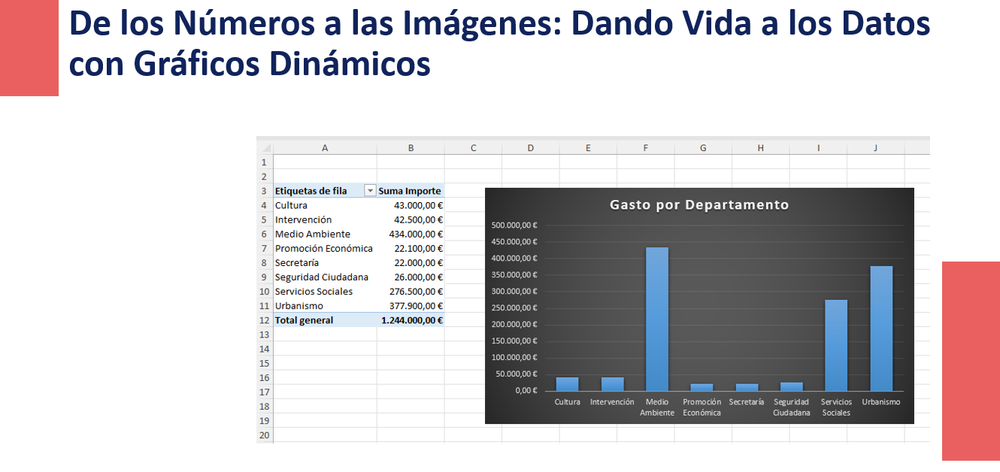 De los Números a las Imágenes: Dando Vida a los Datos
con Gráficos Dinámicos
A B C D E F G H I J
1
2
3 Etiquetas de fila Suma Importe
4 Cultura 43.000,00 €
5 Intervención 42.500,00 €
6 Medio Ambiente 434.000,00 €
7 Promoción Económica 22.100,00 €
8 Secretaría 22.000,00 €
9 Seguridad Ciudadana 26.000,00 €
10 Servicios Sociales 276.500,00 €
11 Urbanismo 377.900,00 €
12 Total general 1.244.000,00 €
13
14
15
16
17
18
19
20
Gasto por Departamento
500.000,00 €
450.000,00 €
400.000,00 €
350.000,00 €
300.000,00 €
250.000,00 €
200.000,00 €
150.000,00 €
100.000,00 €
50.000,00 €
0,00 €
Cultura Intervención Medio Promoción Secretaría Seguridad Servicios Urbanismo
Ambiente Económica Ciudadana Sociales